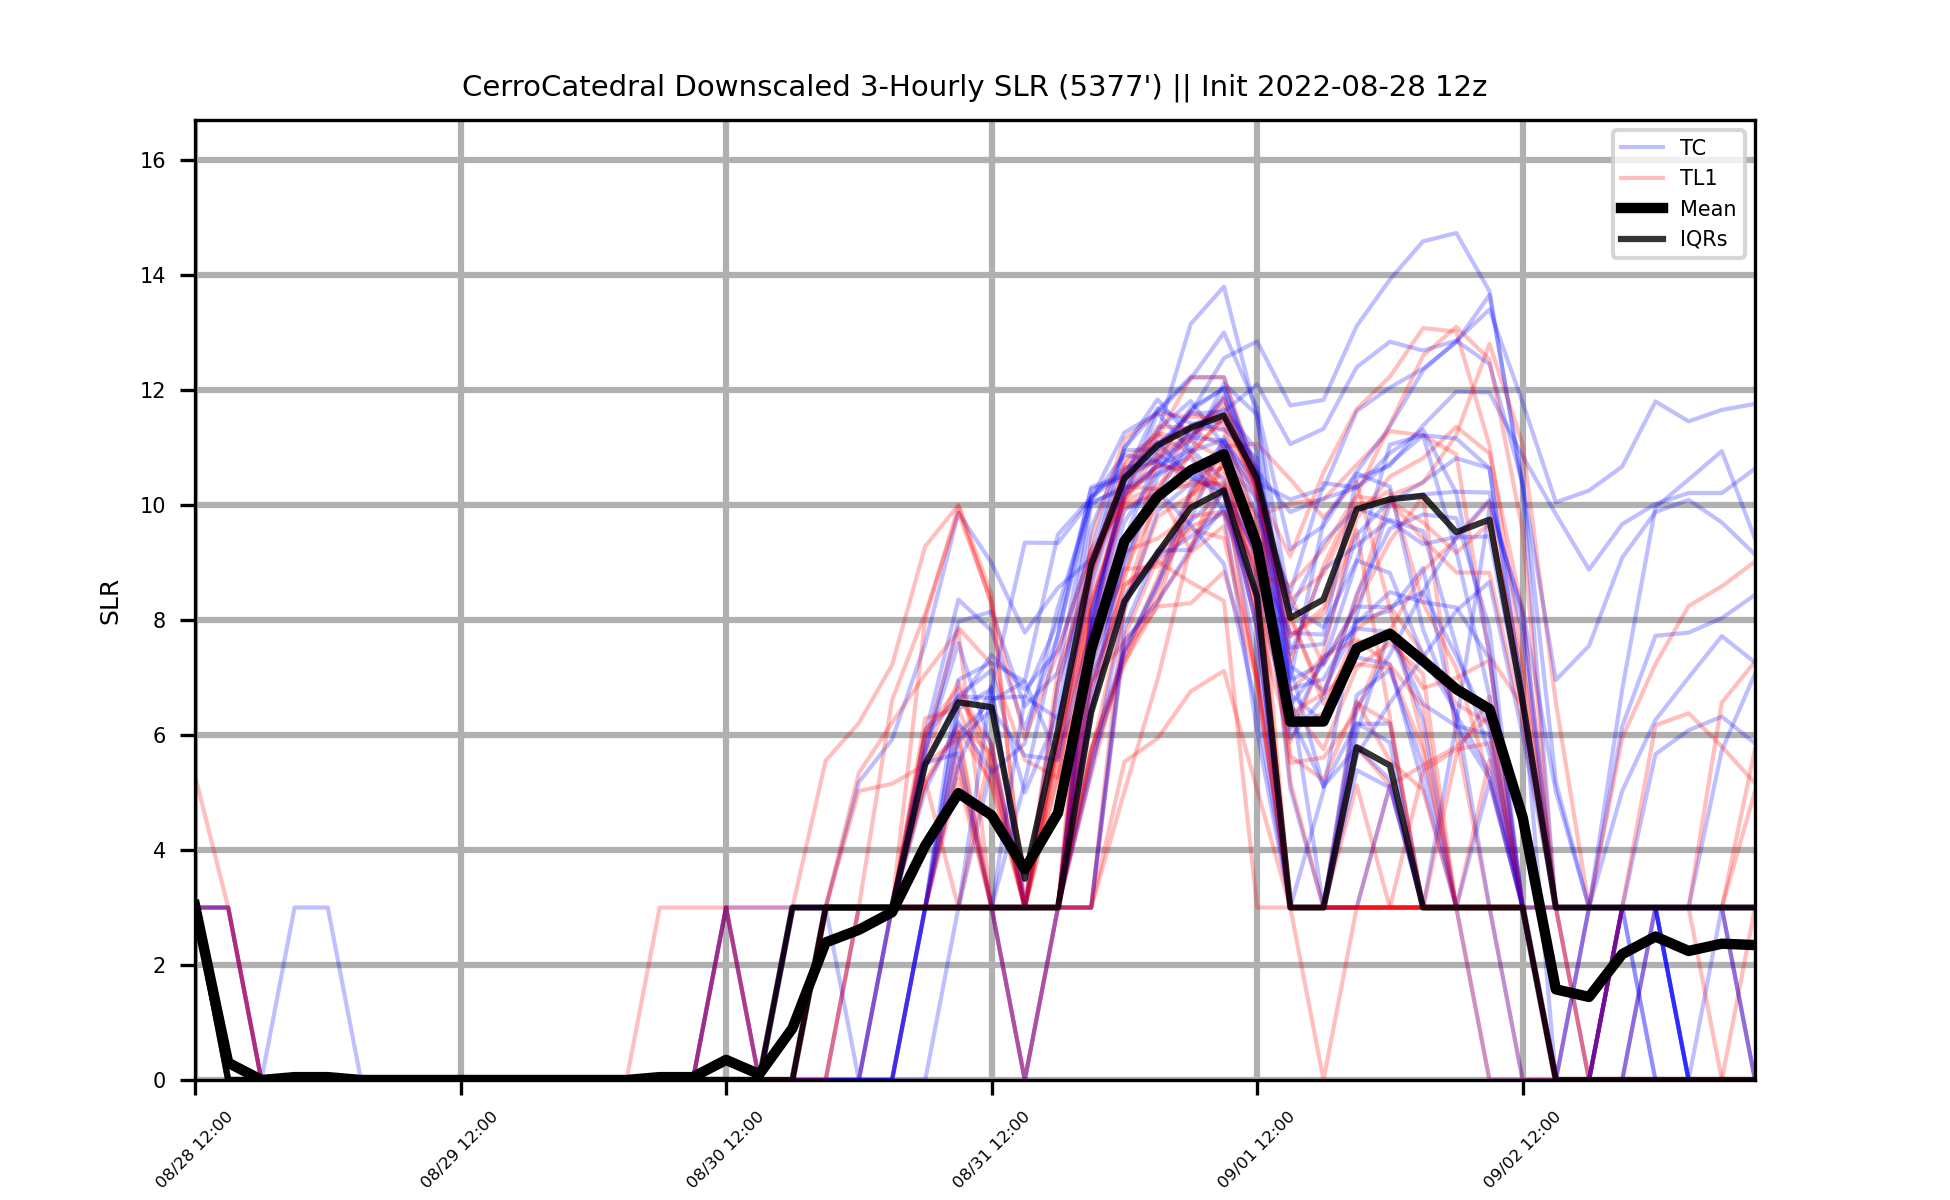 CerroCatedral Downscaled 3-Hourly SLR (5377') || Init 2022-08-28 12z
TC
TL1
Mean
IQRs
SLR
16
14
12
10
8
6
4
2
0
08/28 12:00
08/29 12:00
08/30 12:00
08/31 12:00
09/01 12:00
09/02 12:00